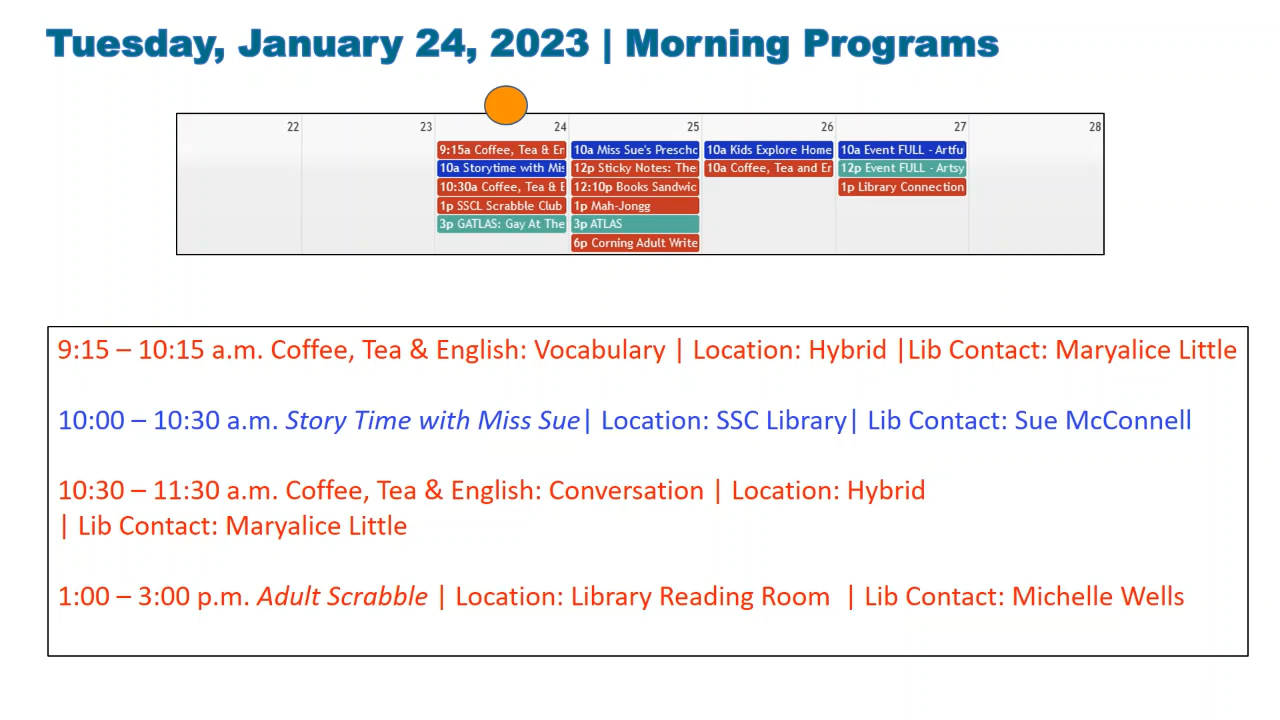 Tuesday, January 24, 2023 | Morning Programs
22 23 24 25 26 27 28
9:15a Coffee, Tea & En 10a Miss Sue's Prescho 10a Kids Explore Home 10a Event FULL - Artfu
10a Storytime with Mis 12p Sticky Notes: The 10a Coffee, Tea and En 12p Event FULL - Artsy
10:30a Coffee, Tea & E 12:10p Books Sandwic 1p Library Connection
1p SSCL Scrabble Club 1p Mah-Jongg
3p GATLAS: Gay At The 3p ATLAS
6p Corning Adult Write
9:15 – 10:15 a.m. Coffee, Tea & English: Vocabulary | Location: Hybrid |Lib Contact: Maryalice Little
10:00 – 10:30 a.m. Story Time with Miss Sue| Location: SSC Library| Lib Contact: Sue McConnell
10:30 – 11:30 a.m. Coffee, Tea & English: Conversation | Location: Hybrid
| Lib Contact: Maryalice Little
1:00 – 3:00 p.m. Adult Scrabble | Location: Library Reading Room | Lib Contact: Michelle Wells